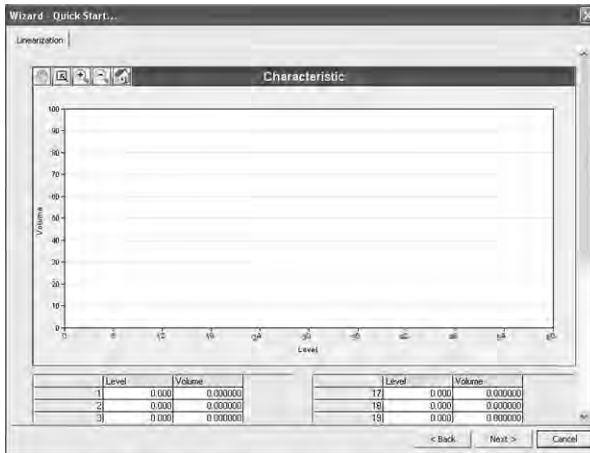 Wizard - Quick Start...
Linearization
Characteristic
100
90
80
70
60
50
40
30
20
10
0
Volume
0 6 12 18 24 30 36 42 48 54 60
Level
Level Volume
1 0.000 0.000000
2 0.000 0.000000
3 0.000 0.000000
Level Volume
17 0.000 0.000000
18 0.000 0.000000
19 0.000 0.000000
< Back Next > Cancel